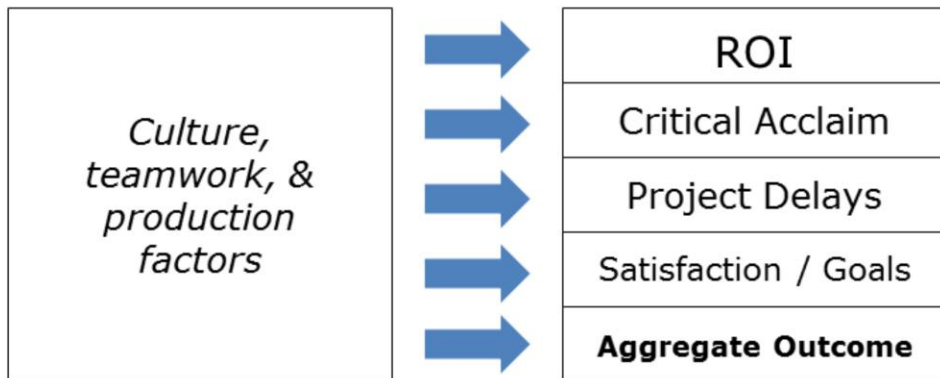 Culture,
teamwork, &
production
factors
ROI
Critical Acclaim
Project Delays
Satisfaction / Goals
Aggregate Outcome